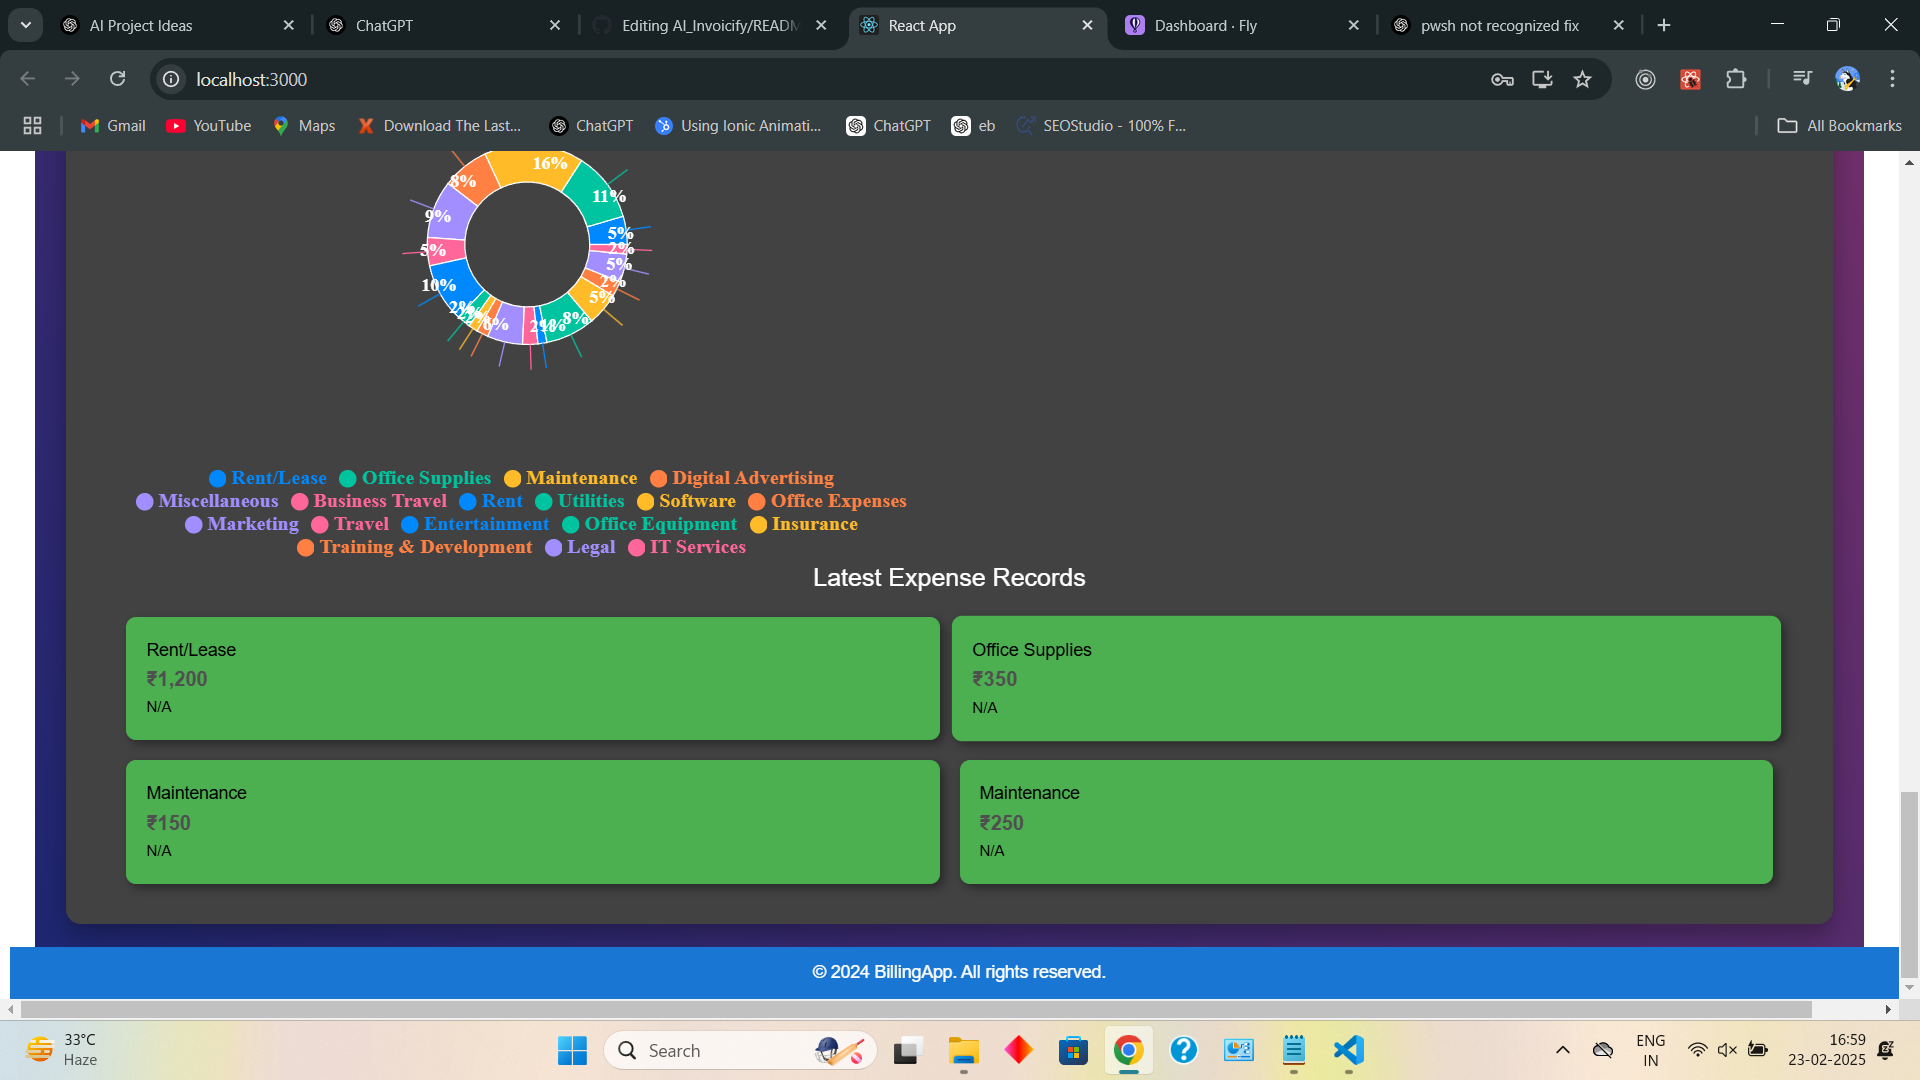 AI Project Ideas
ChatGPT
Editing AI_Invoicify/READM
React App
Dashboard · Fly
pwsh not recognized fix
localhost:3000
Gmail
YouTube
Maps
Download The Last...
ChatGPT
Using Ionic Animati...
ChatGPT
eb
SEOStudio - 100% F...
All Bookmarks
16%
8%
11%
9%
5%
2%
5%
5%
2%
10%
5%
2%
8%
Rent/Lease Office Supplies Maintenance Digital Advertising
Miscellaneous Business Travel Rent Utilities Software Office Expenses
Marketing Travel Entertainment Office Equipment Insurance
Training & Development Legal IT Services
Latest Expense Records
Rent/Lease
₹1,200
N/A
Office Supplies
₹350
N/A
Maintenance
₹150
N/A
Maintenance
₹250
N/A
© 2024 BillingApp. All rights reserved.
33°C
Haze
Search
ENG
IN
16:59
23-02-2025